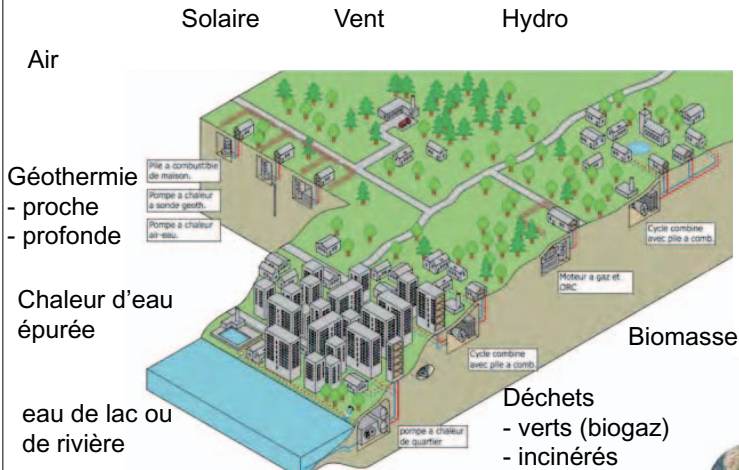 Solaire Vent Hydro
Air
Pile a combustible
de maison.
Géothermie
- proche
- profonde
Pompe a chaleur
a sonde geoth.
Pompe a chaleur
air-eau.
Cycle combine
avec pile a comb.
Moteur a gaz et
ORC
Chaleur d'eau
épurée
Biomasse
Cycle combine
avec pile a comb.
eau de lac ou
de rivière
pompe a chaleur
de quartier
Déchets
- verts (biogaz)
- incinérés